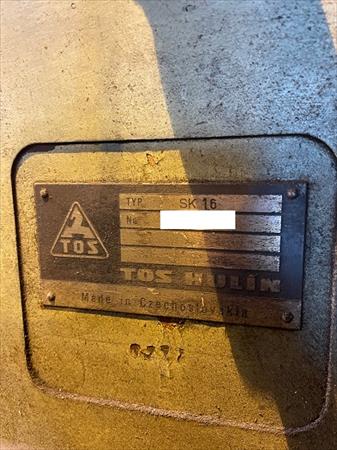 TYP SK 16
No
TOS
TOS HULÍN
Made in Czechoslovakia